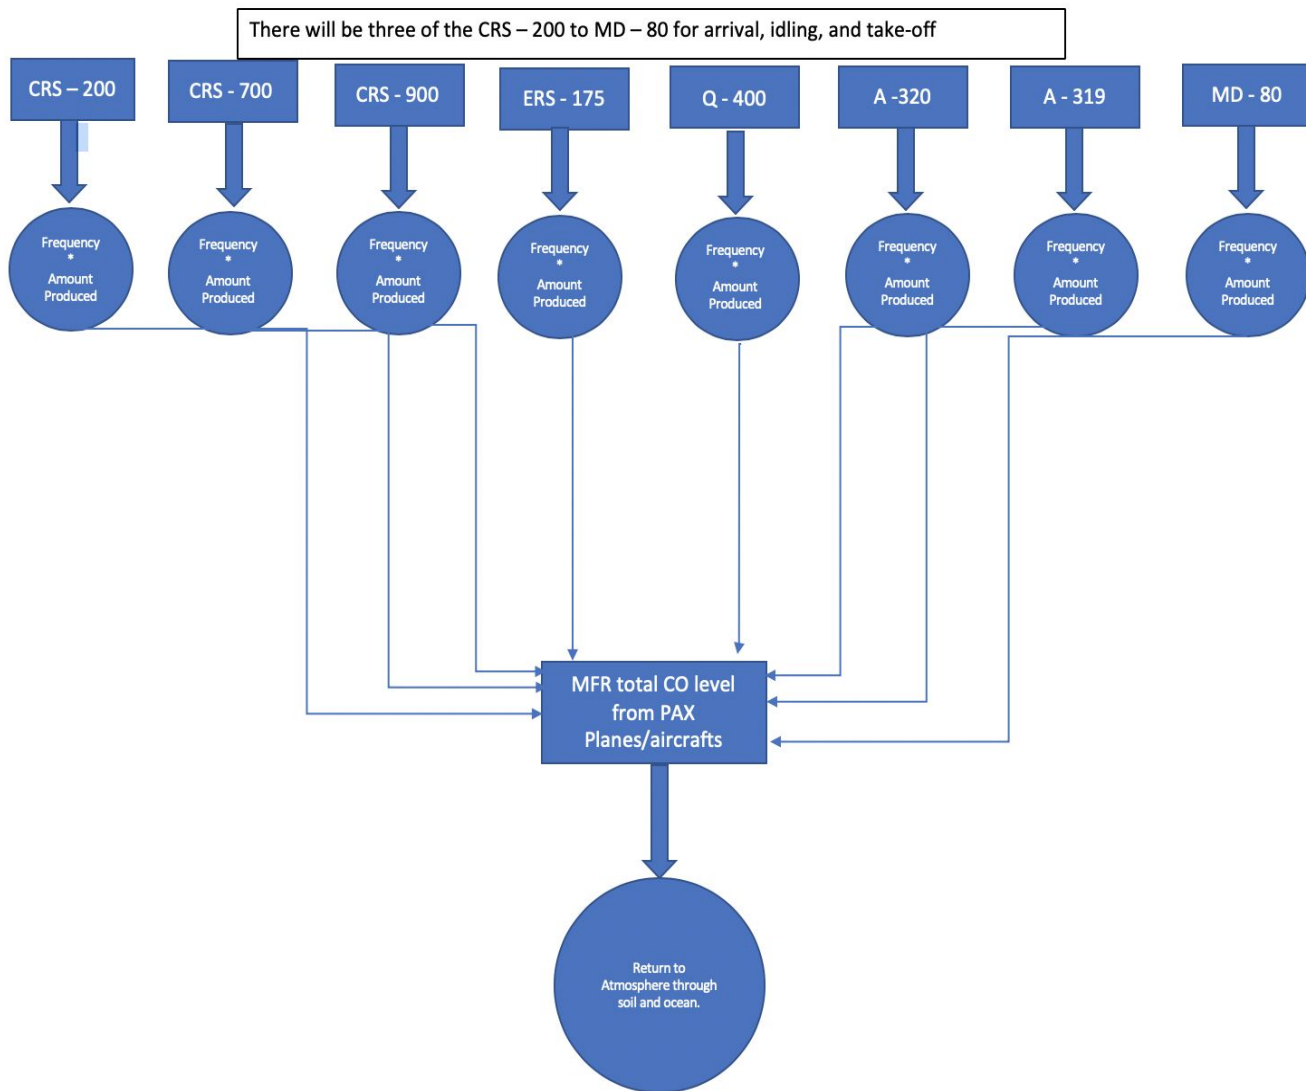 There will be three of the CRS – 200 to MD – 80 for arrival, idling, and take-off
CRS – 200
CRS - 700
CRS - 900
ERS - 175
Q - 400
A -320
A - 319
MD - 80
Frequency
*
Amount
Produced
Frequency
*
Amount
Produced
Frequency
*
Amount
Produced
Frequency
*
Amount
Produced
Frequency
*
Amount
Produced
Frequency
*
Amount
Produced
Frequency
*
Amount
Produced
Frequency
*
Amount
Produced
MFR total CO level
from PAX
Planes/aircrafts
Return to
Atmosphere through
soil and ocean.